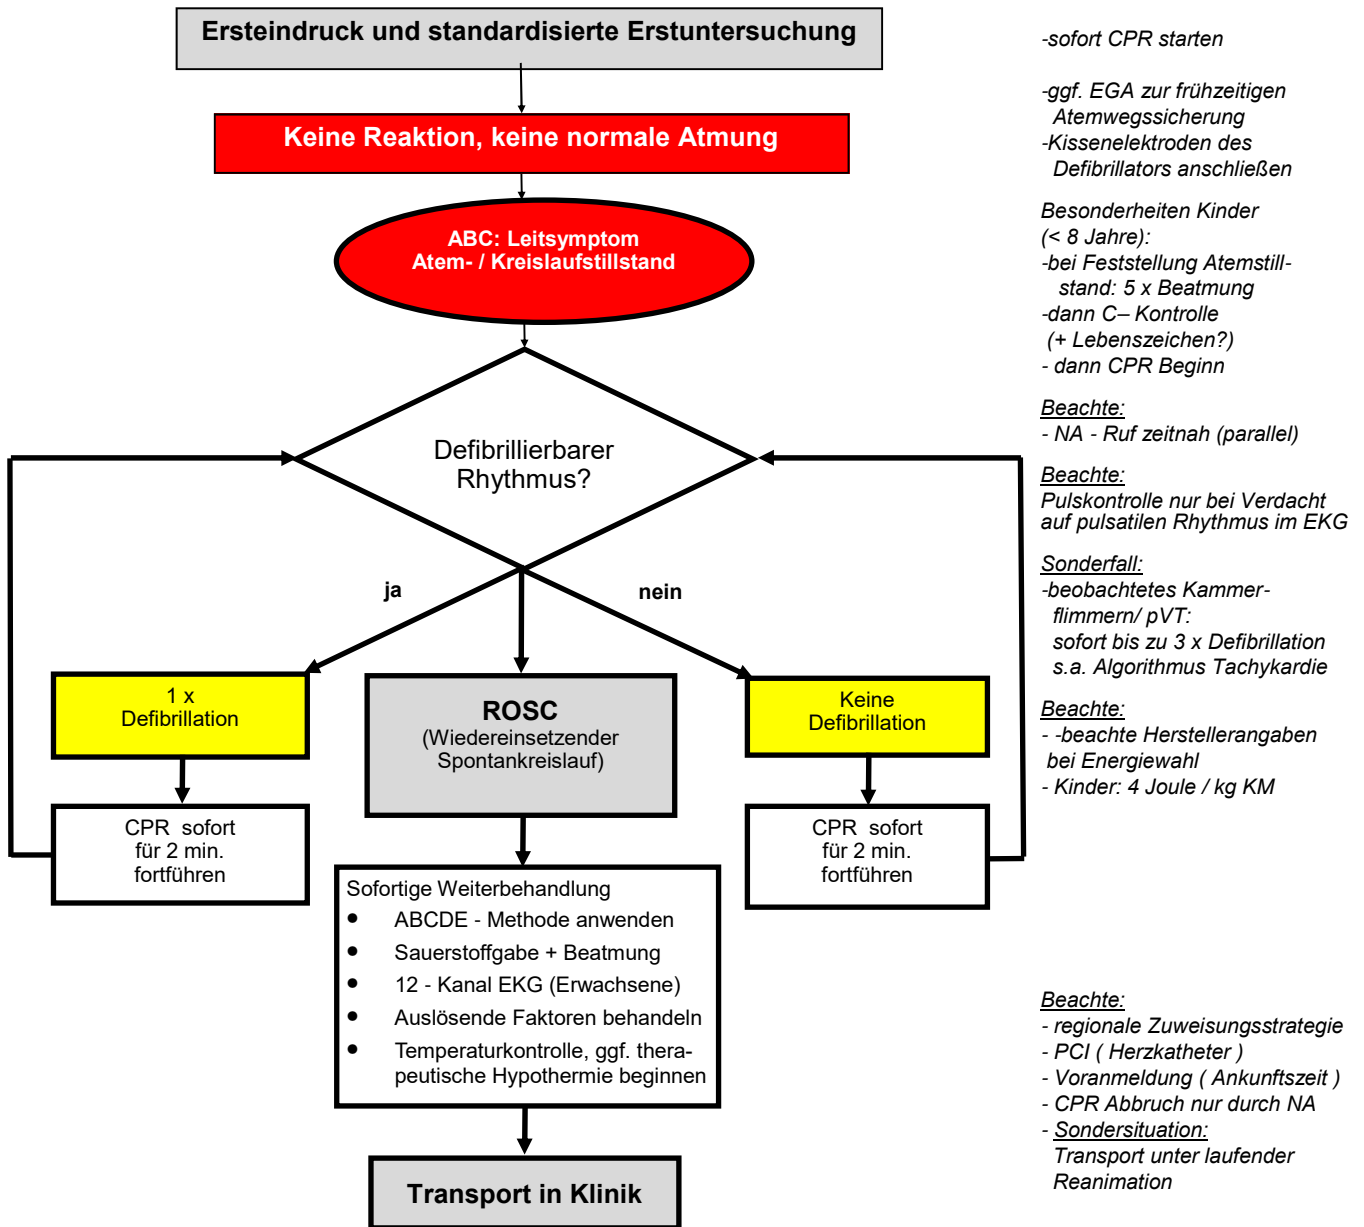 Ersteindruck und standardisierte Erstuntersuchung
Keine Reaktion, keine normale Atmung
ABC: Leitsymptom
Atem- / Kreislaufstillstand
Defibrillierbarer
Rhythmus?
ja
nein
1 x
Defibrillation
ROSC
(Wiedereinsetzender
Spontankreislauf)
Keine
Defibrillation
CPR  sofort
für 2 min.
fortführen
CPR  sofort
für 2 min.
fortführen
Sofortige Weiterbehandlung
● ABCDE - Methode anwenden
● Sauerstoffgabe + Beatmung
● 12 - Kanal EKG (Erwachsene)
● Auslösende Faktoren behandeln
● Temperaturkontrolle, ggf. thera-
peutische Hypothermie beginnen
Transport in Klinik
-sofort CPR starten
-ggf. EGA zur frühzeitigen
Atemwegssicherung
-Kissenelektroden des
Defibrillators anschließen
Besonderheiten Kinder
(< 8 Jahre):
-bei Feststellung Atemstill-
stand: 5 x Beatmung
-dann C– Kontrolle
(+ Lebenszeichen?)
- dann CPR Beginn
Beachte:
- NA - Ruf zeitnah (parallel)
Beachte:
Pulskontrolle nur bei Verdacht
auf pulsatilen Rhythmus im EKG
Sonderfall:
-beobachtetes Kammer-
flimmern/ pVT:
sofort bis zu 3 x Defibrillation
s.a. Algorithmus Tachykardie
Beachte:
- -beachte Herstellerangaben
bei Energiewahl
- Kinder: 4 Joule / kg KM
Beachte:
- regionale Zuweisungsstrategie
- PCI ( Herzkatheter )
- Voranmeldung ( Ankunftszeit )
- CPR Abbruch nur durch NA
- Sondersituation:
Transport unter laufender
Reanimation